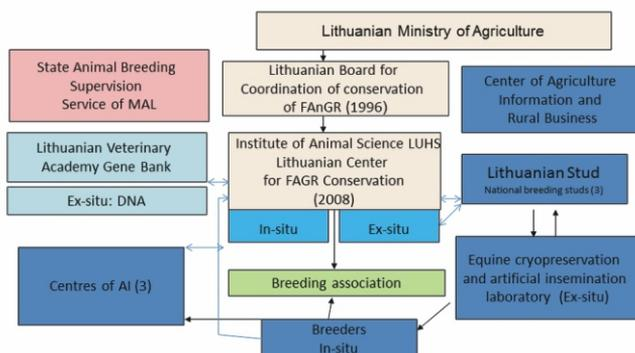 Lithuanian Ministry of Agriculture
State Animal Breeding
Supervision
Service of MAL
Lithuanian Board for
Coordination of conservation
of FAnGR (1996)
Center of Agriculture
Information and
Rural Business
Lithuanian Veterinary
Academy Gene Bank
Institute of Animal Science LUHS
Lithuanian Center
for FAGR Conservation
(2008)
Lithuanian Stud
National breeding studs (3)
Ex-situ: DNA
In-situ
Ex-situ
Centres of AI (3)
Breeding association
Equine cryopreservation
and artificial insemination
laboratory (Ex-situ)
Breeders
In-situ